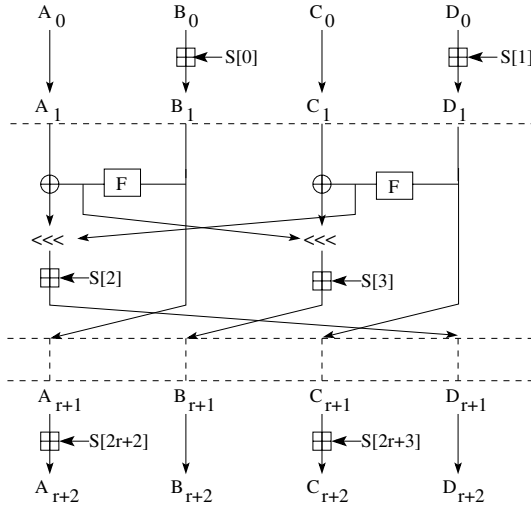 A0 B0 C0 D0
S[0] S[1]
A1 B1 C1 D1
F F
<<< <<<
S[2] S[3]
Ar+1 Br+1 Cr+1 Dr+1
S[2r+2] S[2r+3]
Ar+2 Br+2 Cr+2 Dr+2